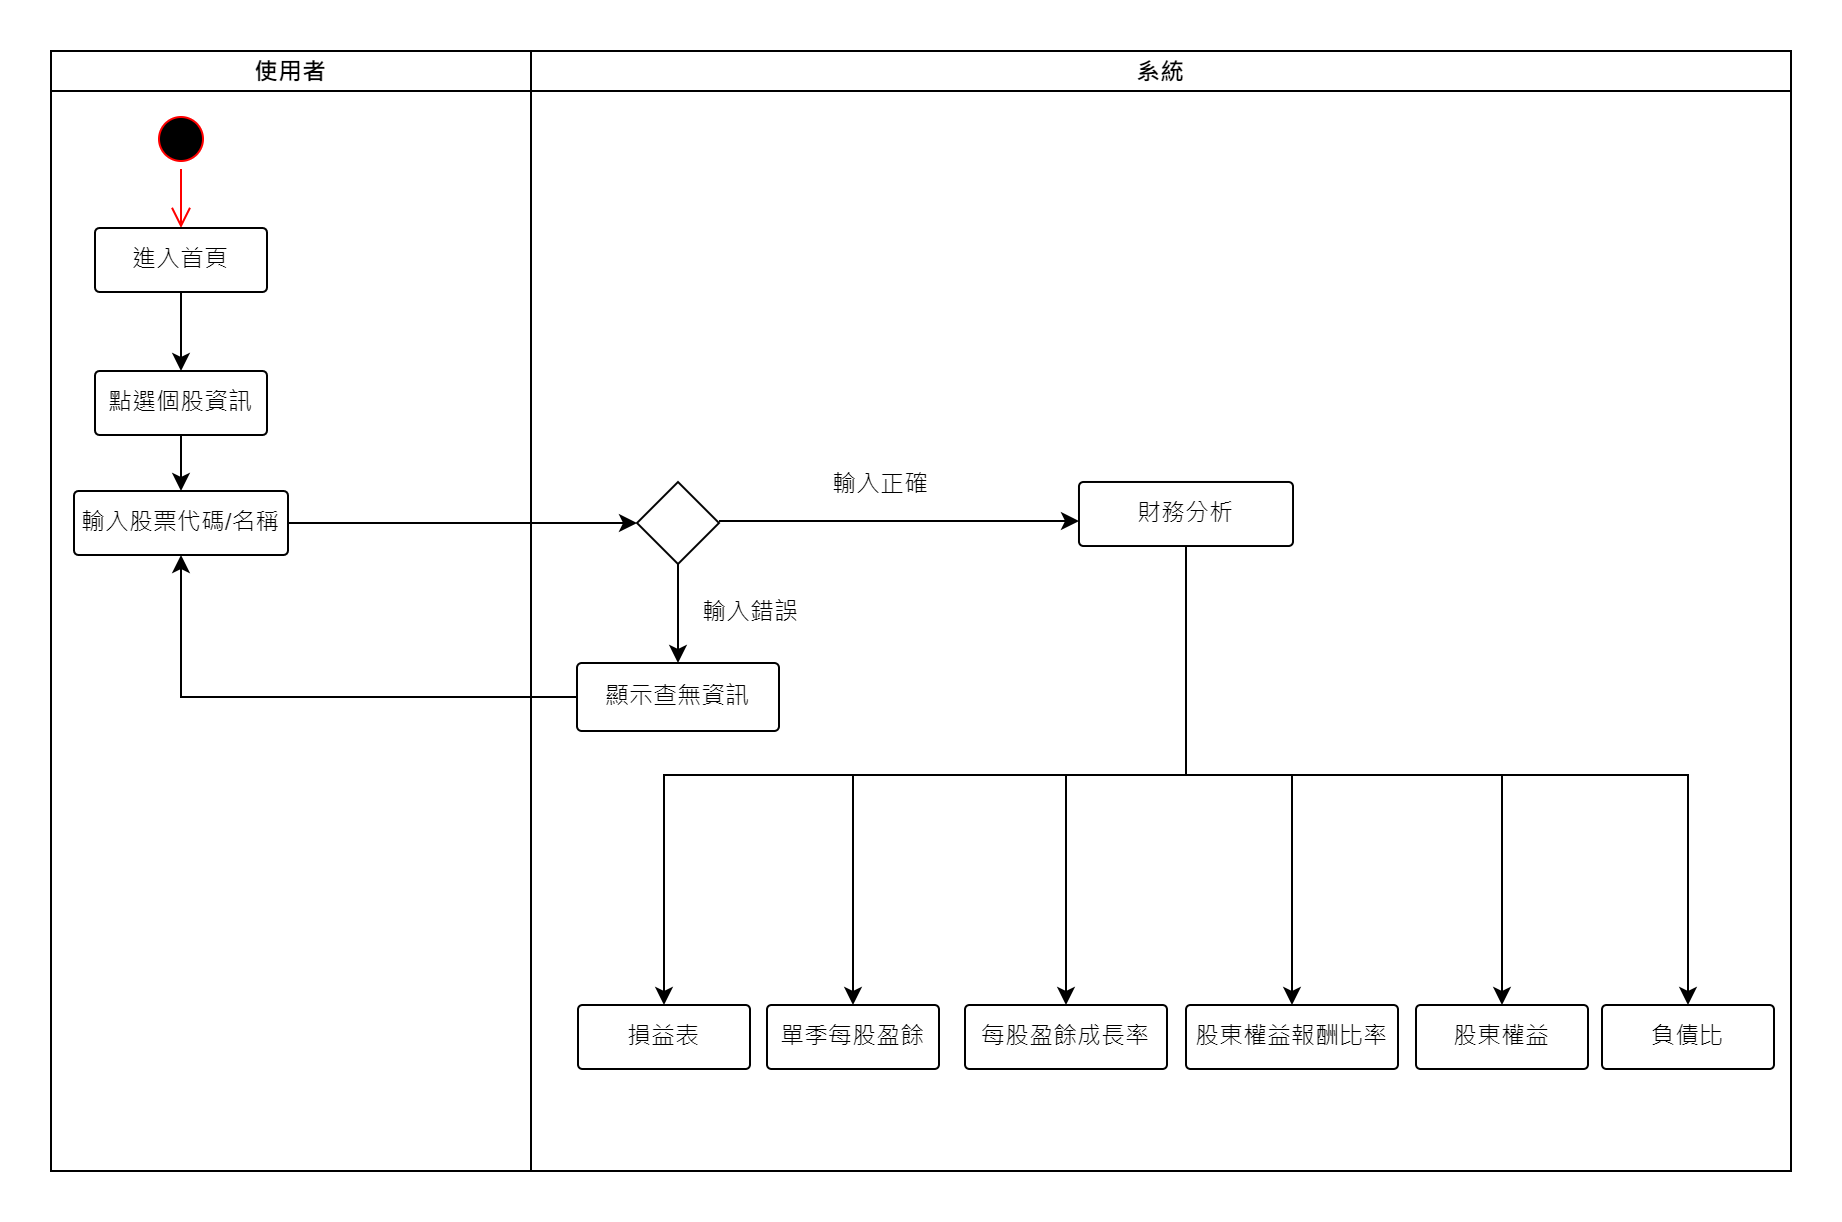 使用者
系統
進入首頁
點選個股資訊
輸入股票代碼/名稱
輸入正確
財務分析
輸入錯誤
顯示查無資訊
損益表
單季每股盈餘
每股盈餘成長率
股東權益報酬比率
股東權益
負債比